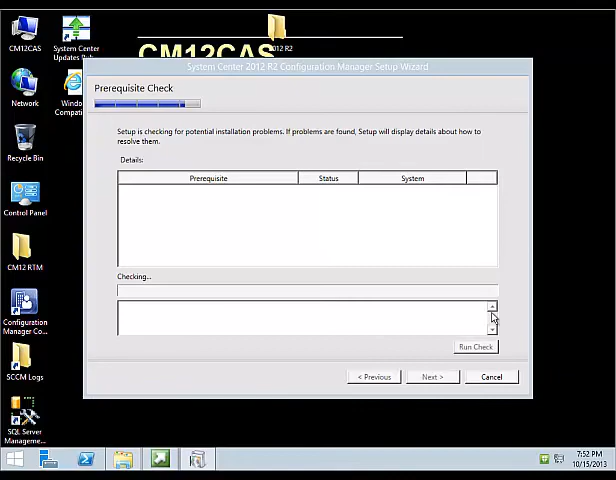 CM12CAS
System Center
Updates Pub...
2012 R2
CM12CAS
System Center 2012 R2 Configuration Manager Setup Wizard
Prerequisite Check
Network
Windo
Compati
Setup is checking for potential installation problems. If problems are found, Setup will display details about how to
resolve them.
Details:
Prerequisite Status System
Recycle Bin
Control Panel
CM12 RTM
Checking...
Configuration
Manager Co...
Run Check
< Previous Next > Cancel
SCCM Logs
SQL Server
Manageme...
7:52 PM
10/15/2013